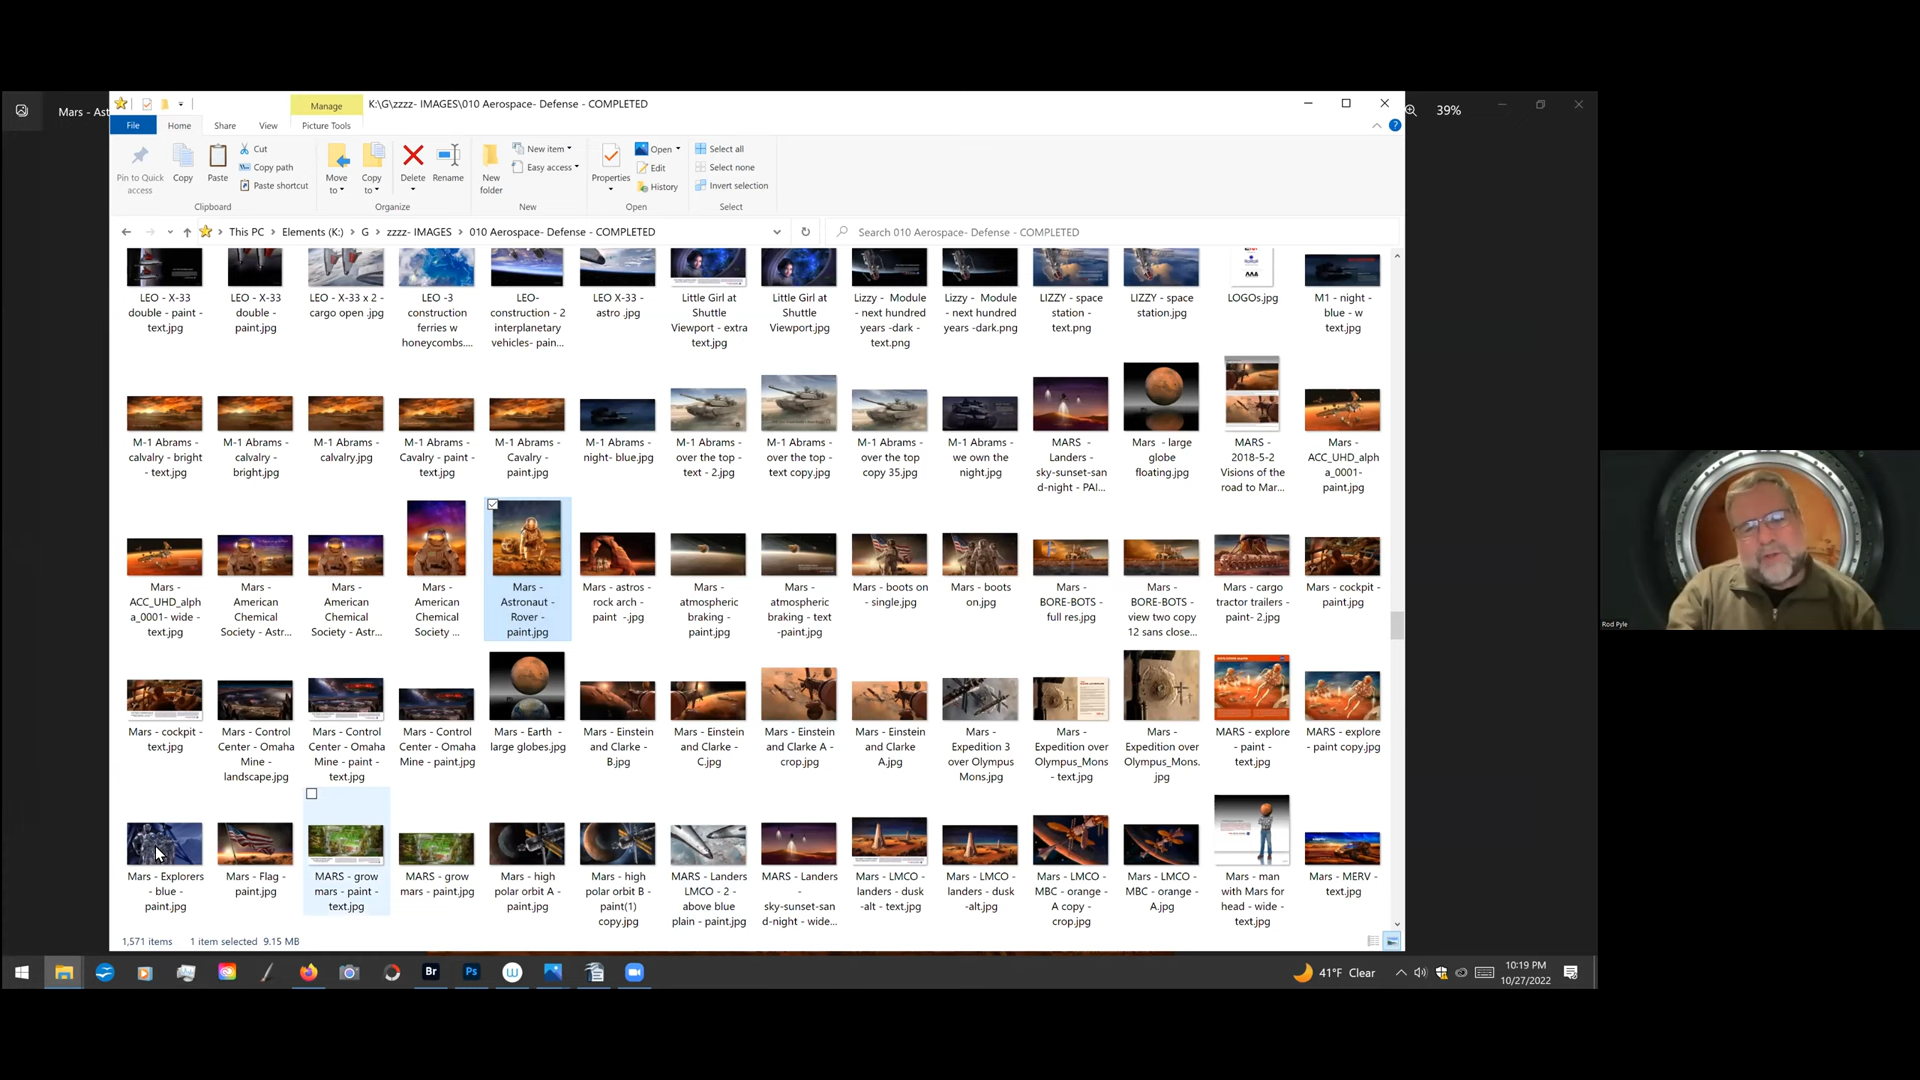 Mars - Ast
Manage
K:\G\zzzz- IMAGES\010 Aerospace- Defense - COMPLETED
39%
File
Home
Share
View
Picture Tools
Pin to Quick
access
Copy
Paste
Cut
Copy path
Paste shortcut
Move
to
Copy
to
Delete
Rename
New
folder
New item
Easy access
Properties
Open
Edit
History
Select all
Select none
Invert selection
Clipboard
Organize
New
Open
Select
This PC > Elements (K:) > G > zzzz- IMAGES > 010 Aerospace- Defense - COMPLETED
Search 010 Aerospace- Defense - COMPLETED
LEO - X-33
double - paint -
text.jpg
LEO - X-33
double -
paint.jpg
LEO - X-33 x 2 -
cargo open .jpg
LEO -3
construction
ferries w
honeycombs....
LEO-
construction - 2
interplanetary
vehicles- pain...
LEO X-33 -
astro .jpg
Little Girl at
Shuttle
Viewport - extra
text.jpg
Little Girl at
Shuttle
Viewport.jpg
Lizzy - Module
- next hundred
years -dark -
text.png
Lizzy - Module
- next hundred
years -dark.png
LIZZY - space
station -
text.png
LIZZY - space
station.jpg
LOGOs.jpg
M1 - night -
blue - w
text.jpg
M-1 Abrams -
calvalry - bright
- text.jpg
M-1 Abrams -
calvalry -
bright.jpg
M-1 Abrams -
calvalry.jpg
M-1 Abrams -
Cavalry - paint -
text.jpg
M-1 Abrams -
Cavalry -
paint.jpg
M-1 Abrams -
night- blue.jpg
M-1 Abrams -
over the top -
text - 2.jpg
M-1 Abrams -
over the top -
text copy.jpg
M-1 Abrams -
over the top
copy 35.jpg
M-1 Abrams -
we own the
night.jpg
MARS -
Landers -
sky-sunset-san
d-night - PAI...
Mars - large
globe
floating.jpg
MARS -
2018-5-2
Visions of the
road to Mar...
Mars -
ACC_UHD_alph
a_0001-
paint.jpg
Mars -
ACC_UHD_alph
a_0001- wide -
text.jpg
Mars -
American
Chemical
Society - Astr...
Mars -
American
Chemical
Society - Astr...
Mars -
American
Chemical
Society ...
Mars -
Astronaut -
Rover -
paint.jpg
Mars - astros -
rock arch -
paint -.jpg
Mars -
atmospheric
braking -
paint.jpg
Mars -
atmospheric
braking - text
-paint.jpg
Mars - boots on
- single.jpg
Mars - boots
on.jpg
Mars -
BORE-BOTS -
full res.jpg
Mars -
BORE-BOTS -
view two copy
12 sans close...
Mars - cargo
tractor trailers -
paint- 2.jpg
Mars - cockpit -
paint.jpg
Mars - cockpit -
text.jpg
Mars - Control
Center - Omaha
Mine -
landscape.jpg
Mars - Control
Center - Omaha
Mine - paint -
text.jpg
Mars - Control
Center - Omaha
Mine - paint.jpg
Mars - Earth -
large globes.jpg
Mars - Einstein
and Clarke -
B.jpg
Mars - Einstein
and Clarke -
C.jpg
Mars - Einstein
and Clarke A -
crop.jpg
Mars - Einstein
and Clarke
A.jpg
Mars -
Expedition 3
over Olympus
Mons.jpg
Mars -
Expedition over
Olympus_Mons
- text.jpg
Mars -
Expedition over
Olympus_Mons.
jpg
MARS - explore
- paint -
text.jpg
MARS - explore
- paint copy.jpg
Mars - Explorers
- blue -
paint.jpg
Mars - Flag -
paint.jpg
MARS - grow
mars - paint -
text.jpg
MARS - grow
mars - paint.jpg
Mars - high
polar orbit A -
paint.jpg
Mars - high
polar orbit B -
paint(1)
copy.jpg
MARS - Landers
LMCO - 2 -
above blue
plain - paint.jpg
MARS - Landers
-
sky-sunset-san
d-night - wide...
Mars - LMCO -
landers - dusk
-alt - text.jpg
Mars - LMCO -
landers - dusk
-alt.jpg
Mars - LMCO -
MBC - orange -
A copy -
crop.jpg
Mars - LMCO -
MBC - orange -
A.jpg
Mars - man
with Mars for
head - wide -
text.jpg
Mars - MERV -
text.jpg
1,571 items
1 item selected 9.15 MB
Br
Ps
41°F Clear
10:19 PM
10/27/2022
Rod Pyle